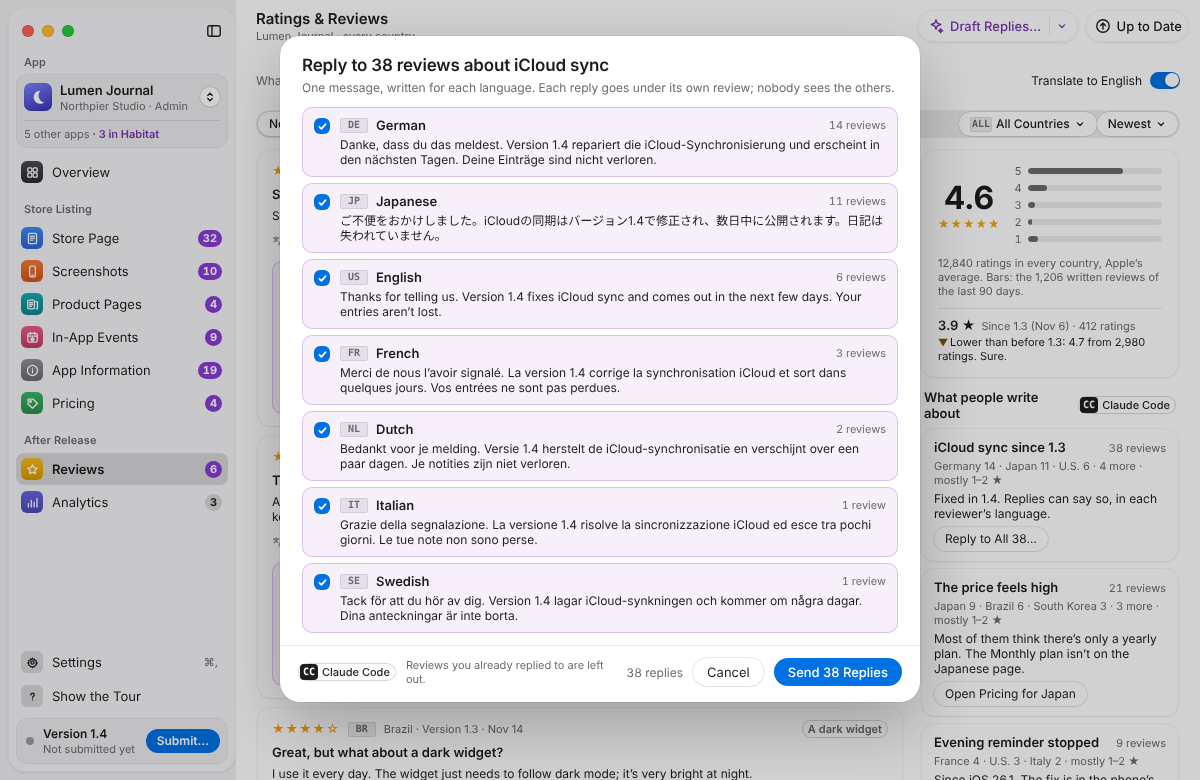 App
Lumen Journal
Northpier Studio · Admin
5 other apps · 3 in Habitat
Overview
Store Listing
Store Page 32
Screenshots 10
Product Pages 4
In-App Events 9
App Information 19
Pricing 4
After Release
Reviews 6
Analytics 3
Settings ⌘,
? Show the Tour
Version 1.4
Not submitted yet
Submit…
Ratings & Reviews
Draft Replies…
Up to Date
Translate to English
ALL All Countries
Newest
Reply to 38 reviews about iCloud sync
One message, written for each language. Each reply goes under its own review; nobody sees the others.
DE German 14 reviews
Danke, dass du das meldest. Version 1.4 repariert die iCloud-Synchronisierung und erscheint in
den nächsten Tagen. Deine Einträge sind nicht verloren.
JP Japanese 11 reviews
ご不便をおかけしました。iCloudの同期はバージョン1.4で修正され、数日中に公開されます。日記は
失われていません。
US English 6 reviews
Thanks for telling us. Version 1.4 fixes iCloud sync and comes out in the next few days. Your
entries aren’t lost.
FR French 3 reviews
Merci de nous l’avoir signalé. La version 1.4 corrige la synchronisation iCloud et sort dans
quelques jours. Vos entrées ne sont pas perdues.
NL Dutch 2 reviews
Bedankt voor je melding. Versie 1.4 herstelt de iCloud-synchronisatie en verschijnt over een
paar dagen. Je notities zijn niet verloren.
IT Italian 1 review
Grazie della segnalazione. La versione 1.4 risolve la sincronizzazione iCloud ed esce tra pochi
giorni. Le tue note non sono perse.
SE Swedish 1 review
Tack för att du hör av dig. Version 1.4 lagar iCloud-synkningen och kommer om några dagar.
Dina anteckningar är inte borta.
CC Claude Code
Reviews you already replied to are left
out.
38 replies
Cancel
Send 38 Replies
★★★★☆ BR Brazil · Version 1.3 · Nov 14 A dark widget
Great, but what about a dark widget?
I use it every day. The widget just needs to follow dark mode; it’s very bright at night.
4.6
★★★★★
5
4
3
2
1
12,840 ratings in every country, Apple’s
average. Bars: the 1,206 written reviews of
the last 90 days.
3.9 ★ Since 1.3 (Nov 6) · 412 ratings
▼Lower than before 1.3: 4.7 from 2,980
ratings. Sure.
What people write
about
CC Claude Code
iCloud sync since 1.3 38 reviews
Germany 14 · Japan 11 · U.S. 6 · 4 more ·
mostly 1–2 ★
Fixed in 1.4. Replies can say so, in each
reviewer’s language.
Reply to All 38…
The price feels high 21 reviews
Japan 9 · Brazil 6 · South Korea 3 · 3 more ·
mostly 1–2 ★
Most of them think there’s only a yearly
plan. The Monthly plan isn’t on the
Japanese page.
Open Pricing for Japan
Evening reminder stopped 9 reviews
France 4 · U.S. 3 · Italy 2 · mostly 1–2 ★